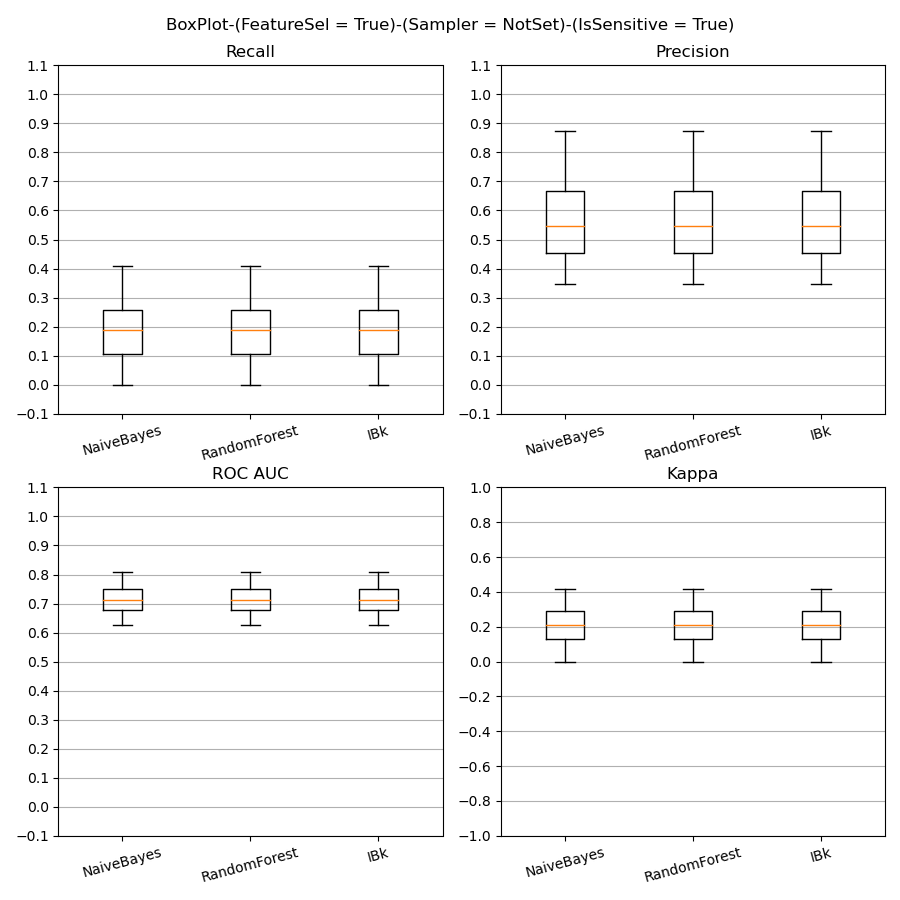 BoxPlot-(FeatureSel = True)-(Sampler = NotSet)-(IsSensitive = True)
Recall
1.1
1.0
0.9
0.8
0.7
0.6
0.5
0.4
0.3
0.2
0.1
0.0
−0.1
NaiveBayes
RandomForest
IBk
Precision
1.1
1.0
0.9
0.8
0.7
0.6
0.5
0.4
0.3
0.2
0.1
0.0
−0.1
NaiveBayes
RandomForest
IBk
ROC AUC
1.1
1.0
0.9
0.8
0.7
0.6
0.5
0.4
0.3
0.2
0.1
0.0
−0.1
NaiveBayes
RandomForest
IBk
Kappa
1.0
0.8
0.6
0.4
0.2
0.0
−0.2
−0.4
−0.6
−0.8
−1.0
NaiveBayes
RandomForest
IBk